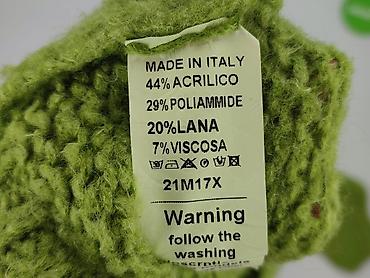 MADE IN ITALY
44% ACRILICO
29% POLIAMMIDE
20% LANA
7% VISCOSA
21M17X
Warning
follow the
washing